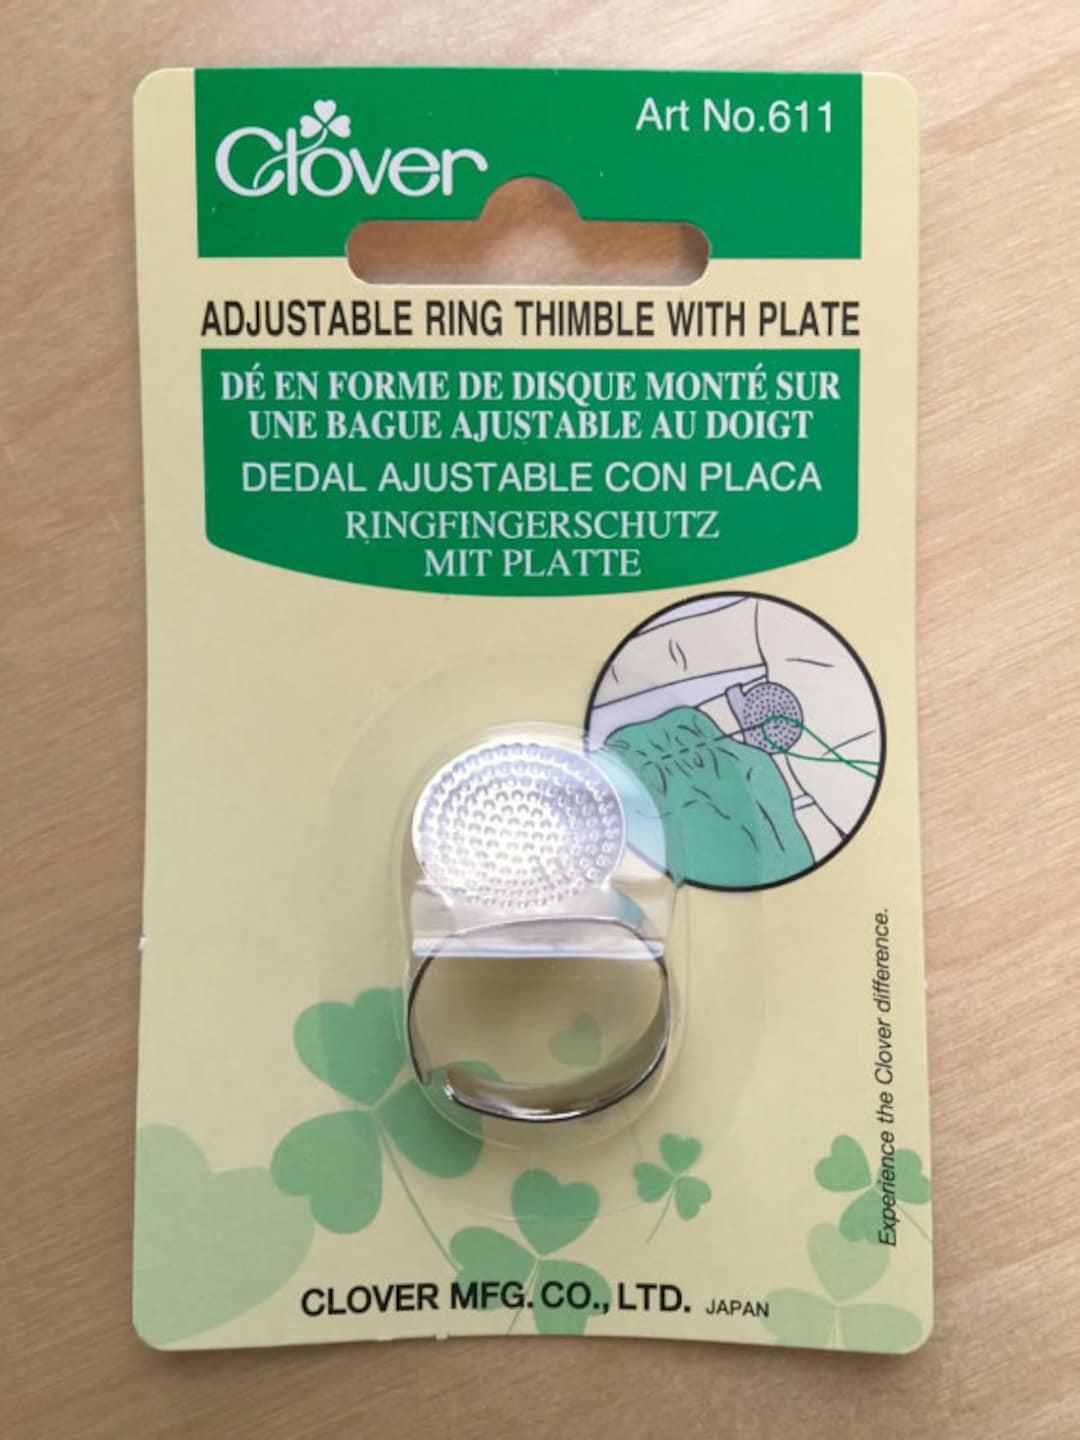 Clover
Art No.611
ADJUSTABLE RING THIMBLE WITH PLATE
DÉ EN FORME DE DISQUE MONTÉ SUR
UNE BAGUE AJUSTABLE AU DOIGT
DEDAL AJUSTABLE CON PLACA
RINGFINGERSCHUTZ
MIT PLATTE
Experience the Clover difference.
CLOVER MFG. CO., LTD. JAPAN